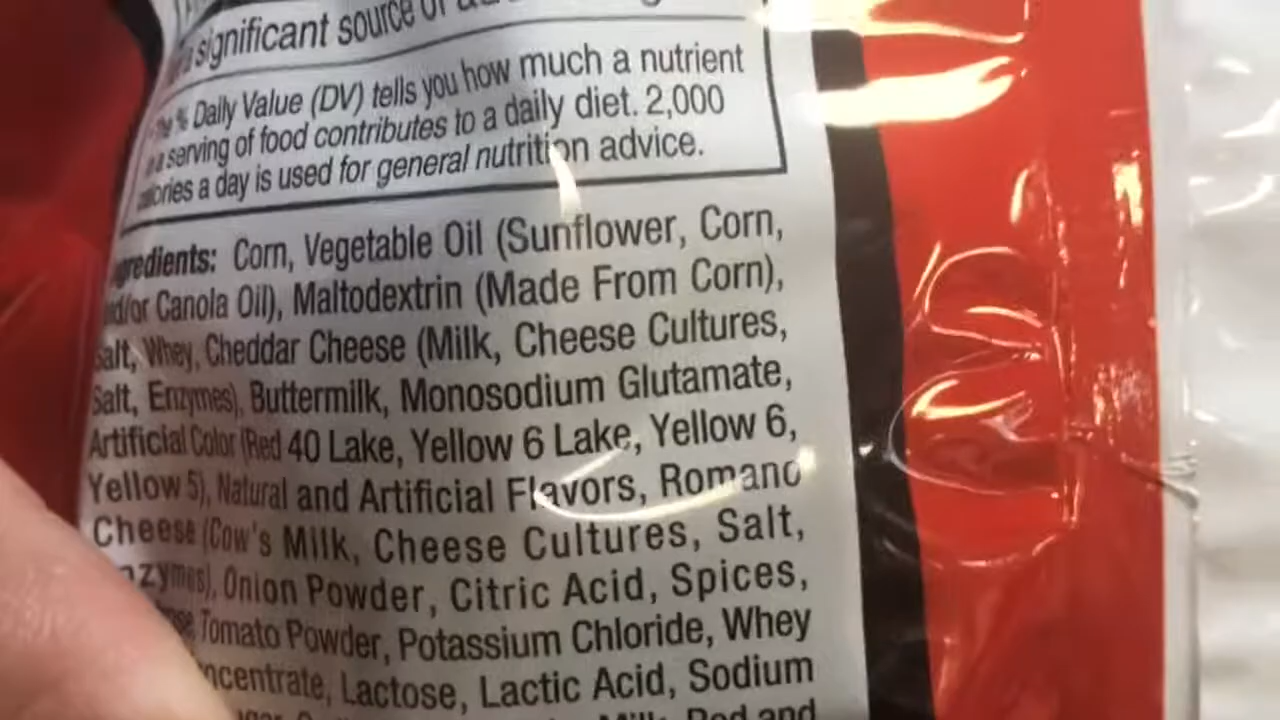 significant source of
% Daily Value (DV) tells you how much a nutrient
a serving of food contributes to a daily diet. 2,000
calories a day is used for general nutrition advice.
Ingredients: Corn, Vegetable Oil (Sunflower, Corn,
and/or Canola Oil), Maltodextrin (Made From Corn),
Salt, Whey, Cheddar Cheese (Milk, Cheese Cultures,
Salt, Enzymes), Buttermilk, Monosodium Glutamate,
Artificial Color (Red 40 Lake, Yellow 6 Lake, Yellow 6,
Yellow 5), Natural and Artificial Flavors, Romano
Cheese (Cow's Milk, Cheese Cultures, Salt,
Enzymes), Onion Powder, Citric Acid, Spices,
Tomato Powder, Potassium Chloride, Whey
Concentrate, Lactose, Lactic Acid, Sodium
Milk, Red and